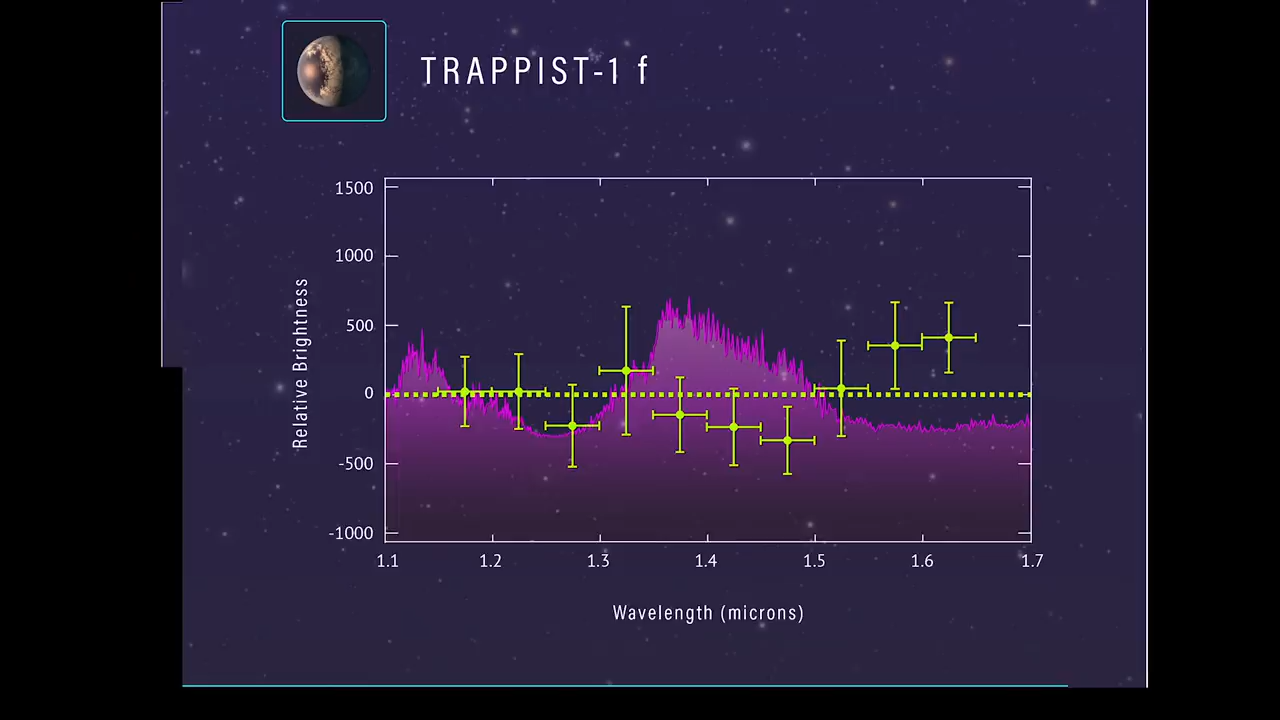 TRAPPIST-1 f
1500
1000
500
0
-500
-1000
Relative Brightness
1.1 1.2 1.3 1.4 1.5 1.6 1.7
Wavelength (microns)